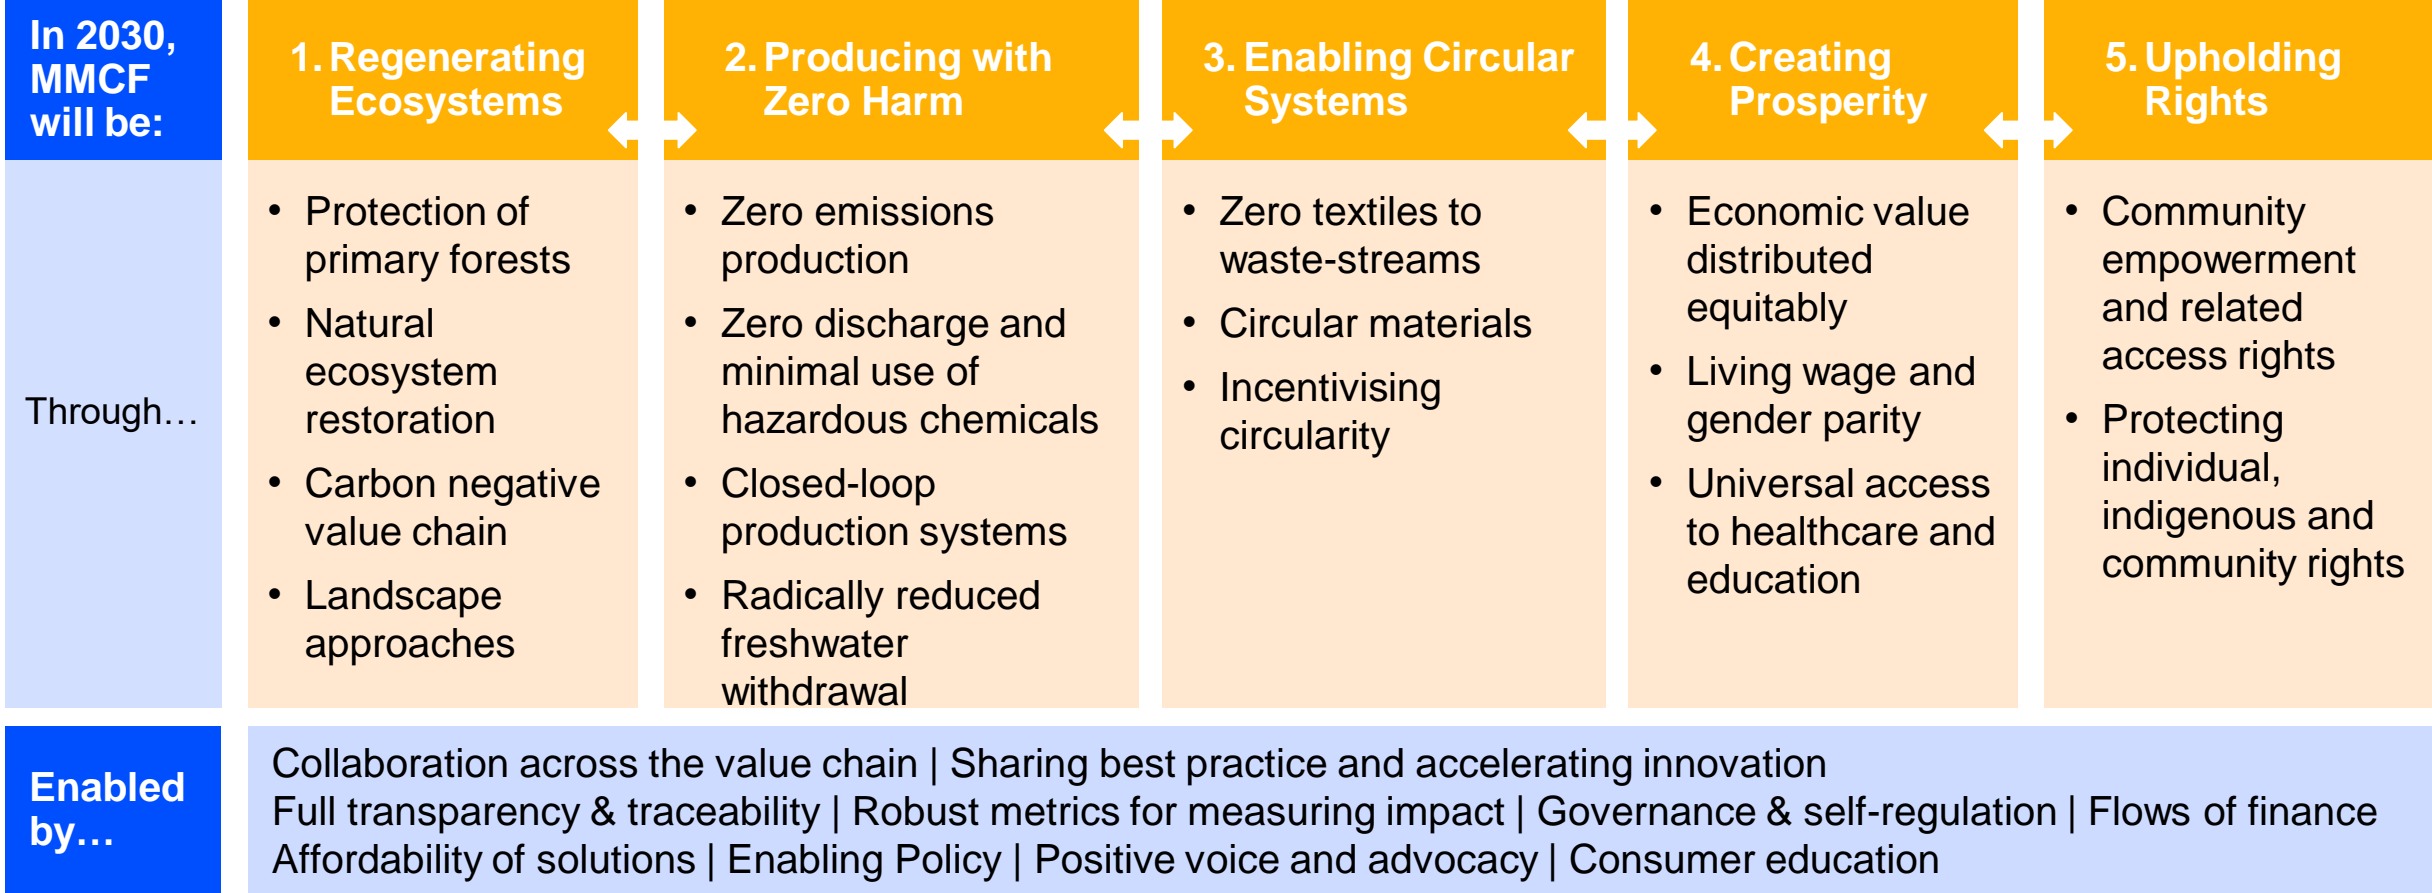 In 2030,
MMCF
will be:
1. Regenerating
Ecosystems
2. Producing with
Zero Harm
3. Enabling Circular
Systems
4. Creating
Prosperity
5. Upholding
Rights
Through…
• Protection of
primary forests
• Natural
ecosystem
restoration
• Carbon negative
value chain
• Landscape
approaches
• Zero emissions
production
• Zero discharge and
minimal use of
hazardous chemicals
• Closed-loop
production systems
• Radically reduced
freshwater
withdrawal
• Zero textiles to
waste-streams
• Circular materials
• Incentivising
circularity
• Economic value
distributed
equitably
• Living wage and
gender parity
• Universal access
to healthcare and
education
• Community
empowerment
and related
access rights
• Protecting
individual,
indigenous and
community rights
Enabled
by…
Collaboration across the value chain | Sharing best practice and accelerating innovation
Full transparency & traceability | Robust metrics for measuring impact | Governance & self-regulation | Flows of finance
Affordability of solutions | Enabling Policy | Positive voice and advocacy | Consumer education